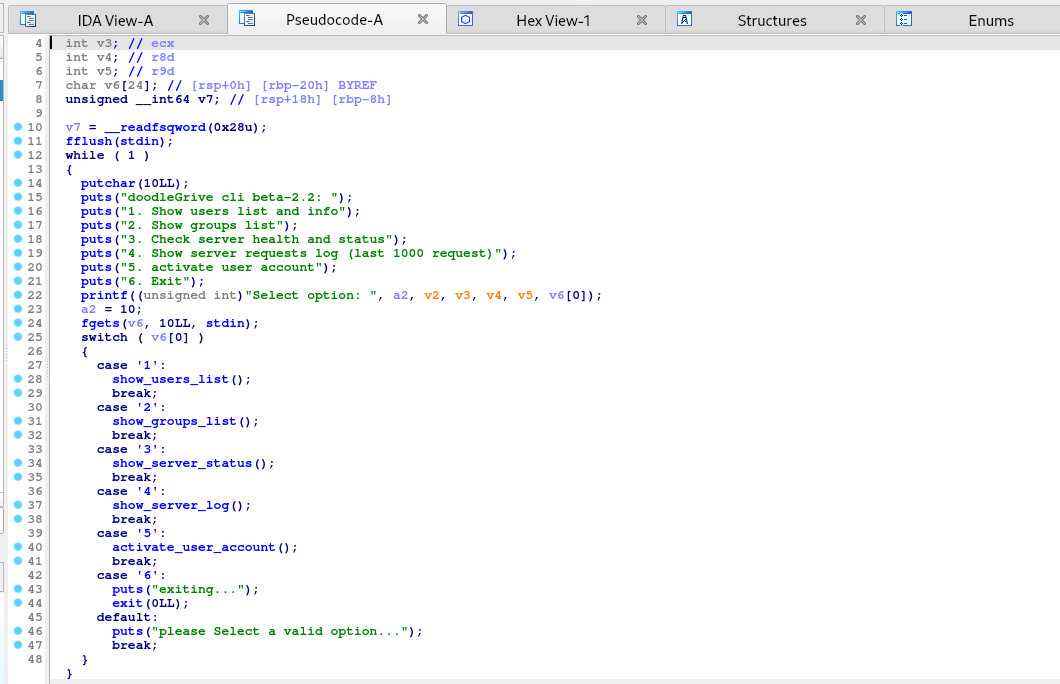 IDA View-A Pseudocode-A Hex View-1 Structures Enums
4 int v3; // ecx
5 int v4; // r8d
6 int v5; // r9d
7 char v6[24]; // [rsp+0h] [rbp-20h] BYREF
8 unsigned __int64 v7; // [rsp+18h] [rbp-8h]
9
10 v7 = __readfsqword(0x28u);
11 fflush(stdin);
12 while ( 1 )
13 {
14 putchar(10LL);
15 puts("doodleGrive cli beta-2.2: ");
16 puts("1. Show users list and info");
17 puts("2. Show groups list");
18 puts("3. Check server health and status");
19 puts("4. Show server requests log (last 1000 request)");
20 puts("5. activate user account");
21 puts("6. Exit");
22 printf((unsigned int)"Select option: ", a2, v2, v3, v4, v5, v6[0]);
23 a2 = 10;
24 fgets(v6, 10LL, stdin);
25 switch ( v6[0] )
26 {
27 case '1':
28 show_users_list();
29 break;
30 case '2':
31 show_groups_list();
32 break;
33 case '3':
34 show_server_status();
35 break;
36 case '4':
37 show_server_log();
38 break;
39 case '5':
40 activate_user_account();
41 break;
42 case '6':
43 puts("exiting...");
44 exit(0LL);
45 default:
46 puts("please Select a valid option...");
47 break;
48 }
}